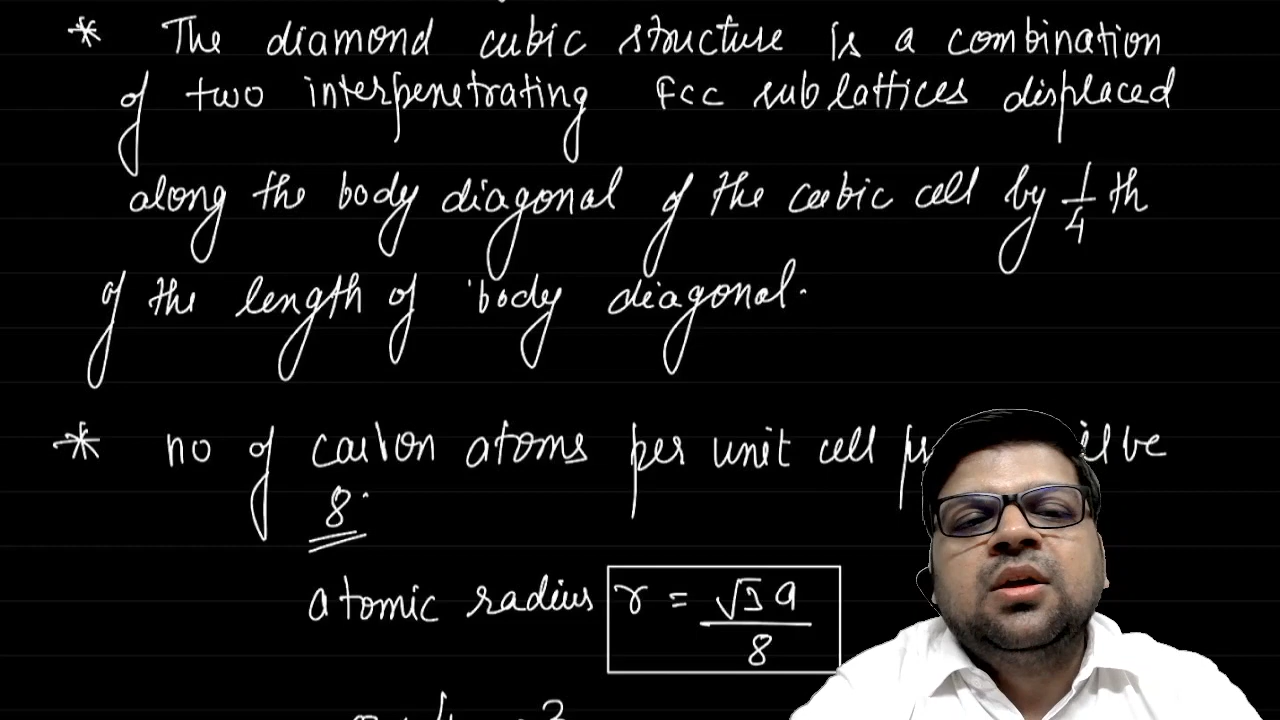 * The diamond cubic structure is a combination
of two interpenetrating FCC sublattices displaced
along the body diagonal of the cubic cell by 1/4 th
of the length of body diagonal.
* no of carbon atoms per unit cell
8.
atomic radius r = √3 a / 8